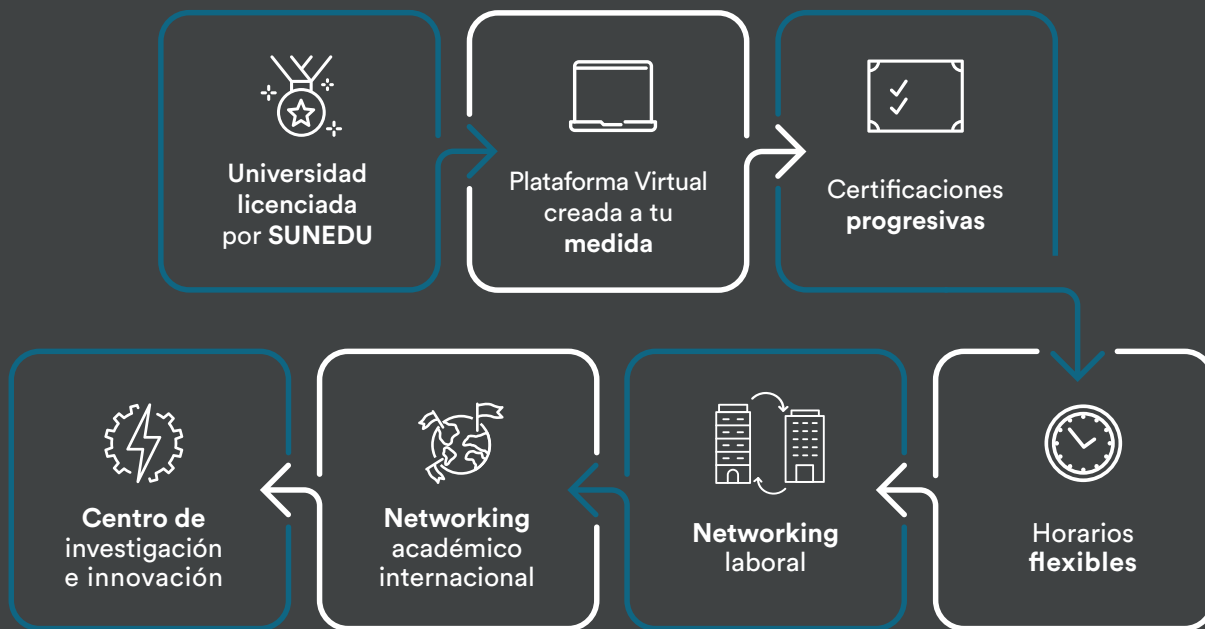 Universidad
licenciada
por SUNEDU
Plataforma Virtual
creada a tu
medida
Certificaciones
progresivas
Horarios
flexibles
Networking
laboral
Networking
académico
internacional
Centro de
investigación
e innovación